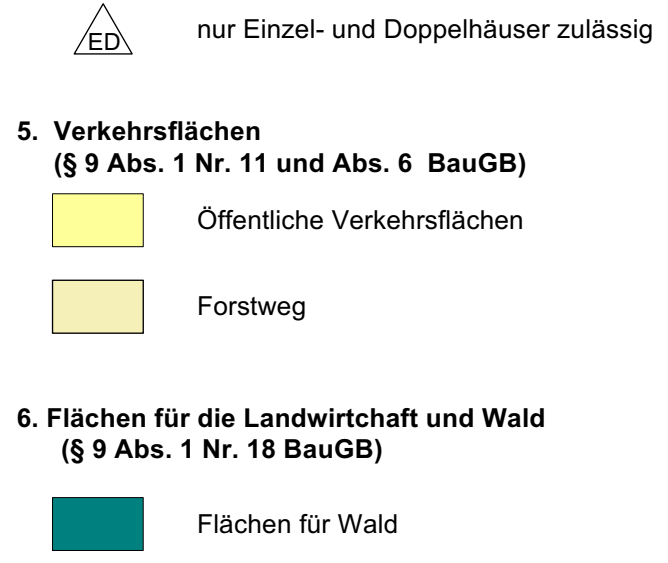 ED nur Einzel- und Doppelhäuser zulässig
5. Verkehrsflächen
(§ 9 Abs. 1 Nr. 11 und Abs. 6 BauGB)
Öffentliche Verkehrsflächen
Forstweg
6. Flächen für die Landwirtchaft und Wald
(§ 9 Abs. 1 Nr. 18 BauGB)
Flächen für Wald